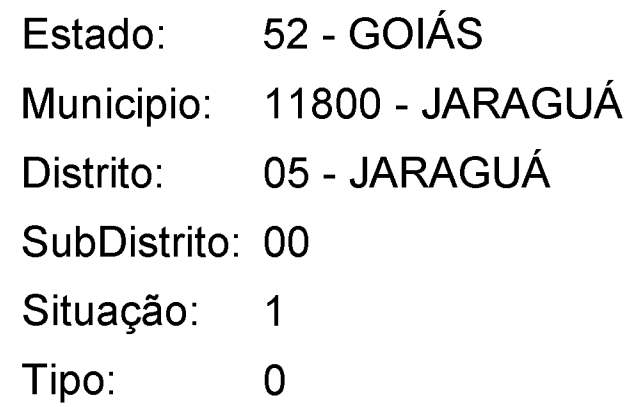 Estado: 52 - GOIÁS
Municipio: 11800 - JARAGUÁ
Distrito: 05 - JARAGUÁ
SubDistrito: 00
Situação: 1
Tipo: 0